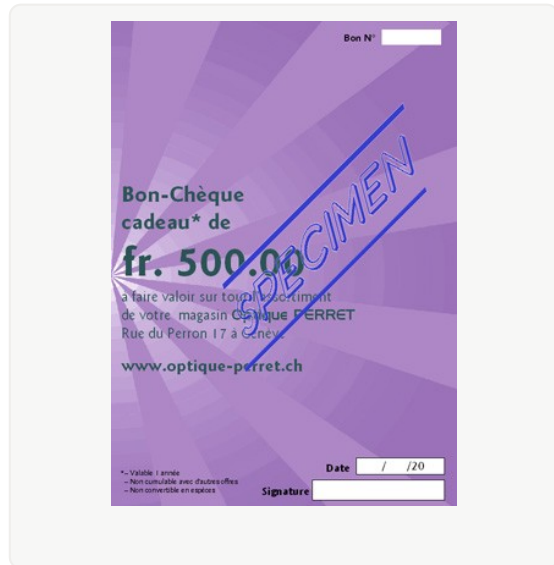 Bon N°
Bon-Chèque
cadeau* de
fr. 500.00
à faire valoir sur tout l'assortiment
de votre magasin OPTIQUE PERRET
Rue du Perron 17 à Genève
www.optique-perret.ch
SPECIMEN
Date / /20
* – Valable 1 année
– Non cumulable avec d'autres offres
– Non convertible en espèces
Signature